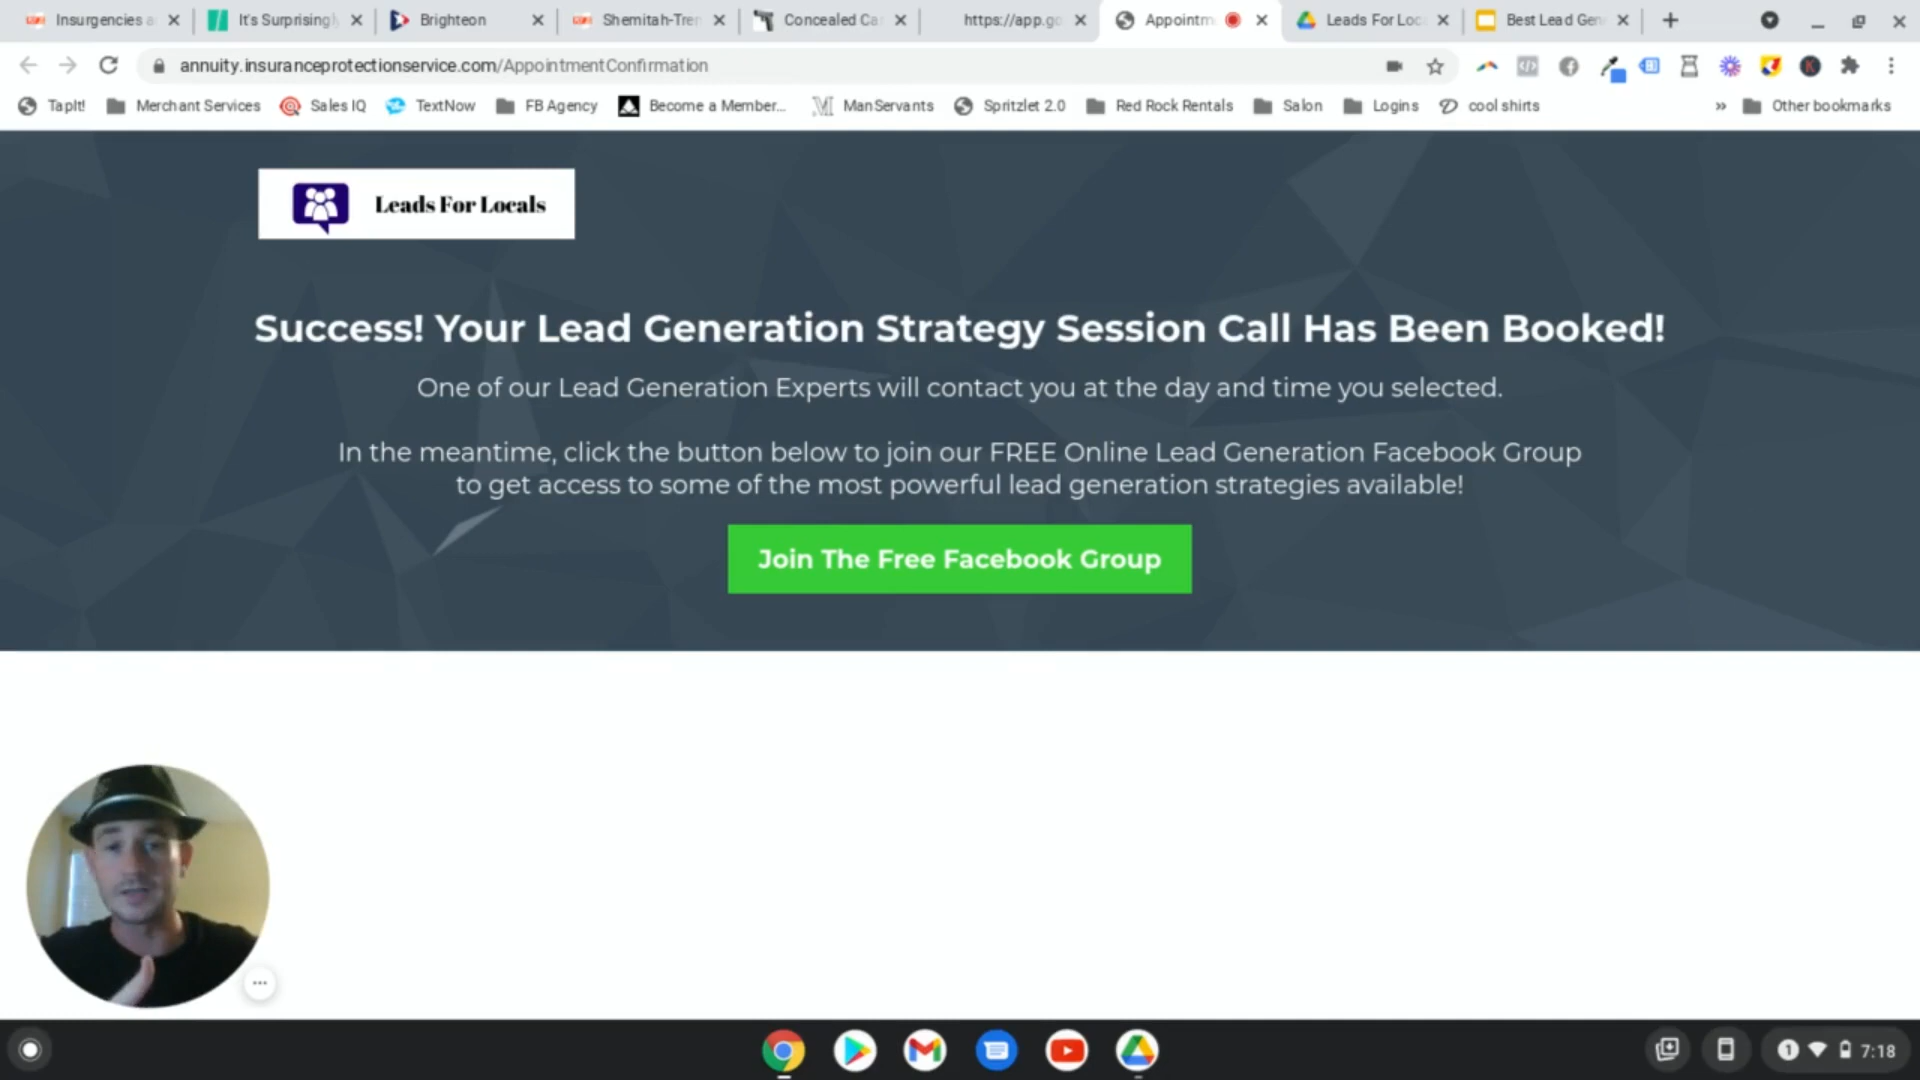 Insurgencies a
It's Surprisingly
Brighteon
Shemitah-Tren
Concealed Ca
https://app.go
Appointm
Leads For Loc
Best Lead Gen
annuity.insuranceprotectionservice.com/AppointmentConfirmation
TapIt!
Merchant Services
Sales IQ
TextNow
FB Agency
Become a Member...
ManServants
Spritzlet 2.0
Red Rock Rentals
Salon
Logins
cool shirts
»
Other bookmarks
Leads For Locals
Success! Your Lead Generation Strategy Session Call Has Been Booked!
One of our Lead Generation Experts will contact you at the day and time you selected.
In the meantime, click the button below to join our FREE Online Lead Generation Facebook Group
to get access to some of the most powerful lead generation strategies available!
Join The Free Facebook Group
1
7:18